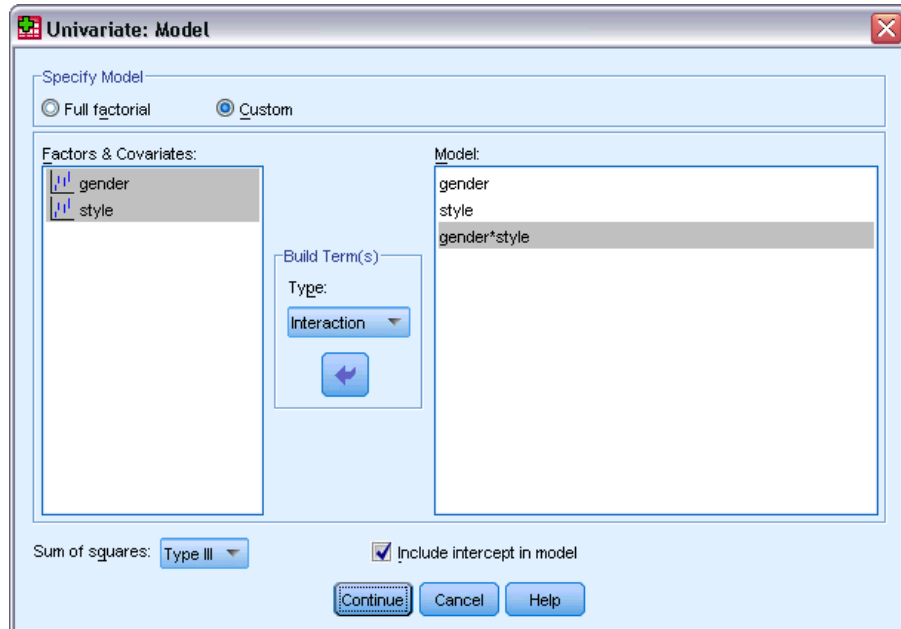 Univariate: Model
Specify Model
Full factorial
Custom
Factors & Covariates:
gender
style
Build Term(s)
Type:
Interaction
Model:
gender
style
gender*style
Sum of squares: Type III
Include intercept in model
Continue Cancel Help